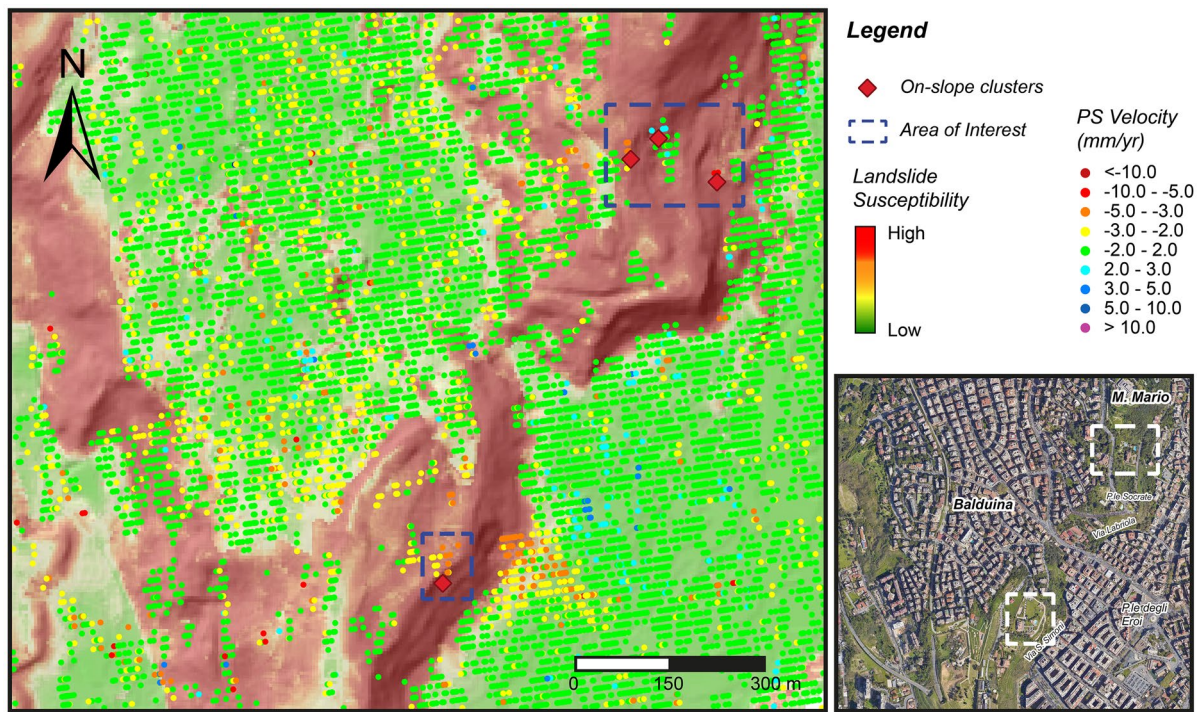 N
0 150 300 m
Legend
On-slope clusters
Area of Interest
Landslide
Susceptibility
High
Low
PS Velocity
(mm/yr)
<-10.0
-10.0 - -5.0
-5.0 - -3.0
-3.0 - -2.0
-2.0 - 2.0
2.0 - 3.0
3.0 - 5.0
5.0 - 10.0
> 10.0
M. Mario
P.le Socrate
Balduina
Via Labriola
P.le degli
Eroi
Via S. Simoni